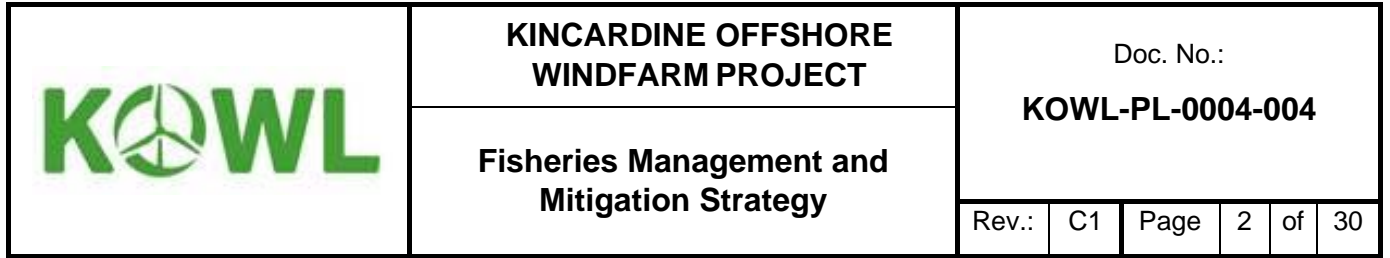 KOWL
KINCARDINE OFFSHORE
WINDFARM PROJECT
Fisheries Management and
Mitigation Strategy
Doc. No.:
KOWL-PL-0004-004
Rev.: C1 Page 2 of 30